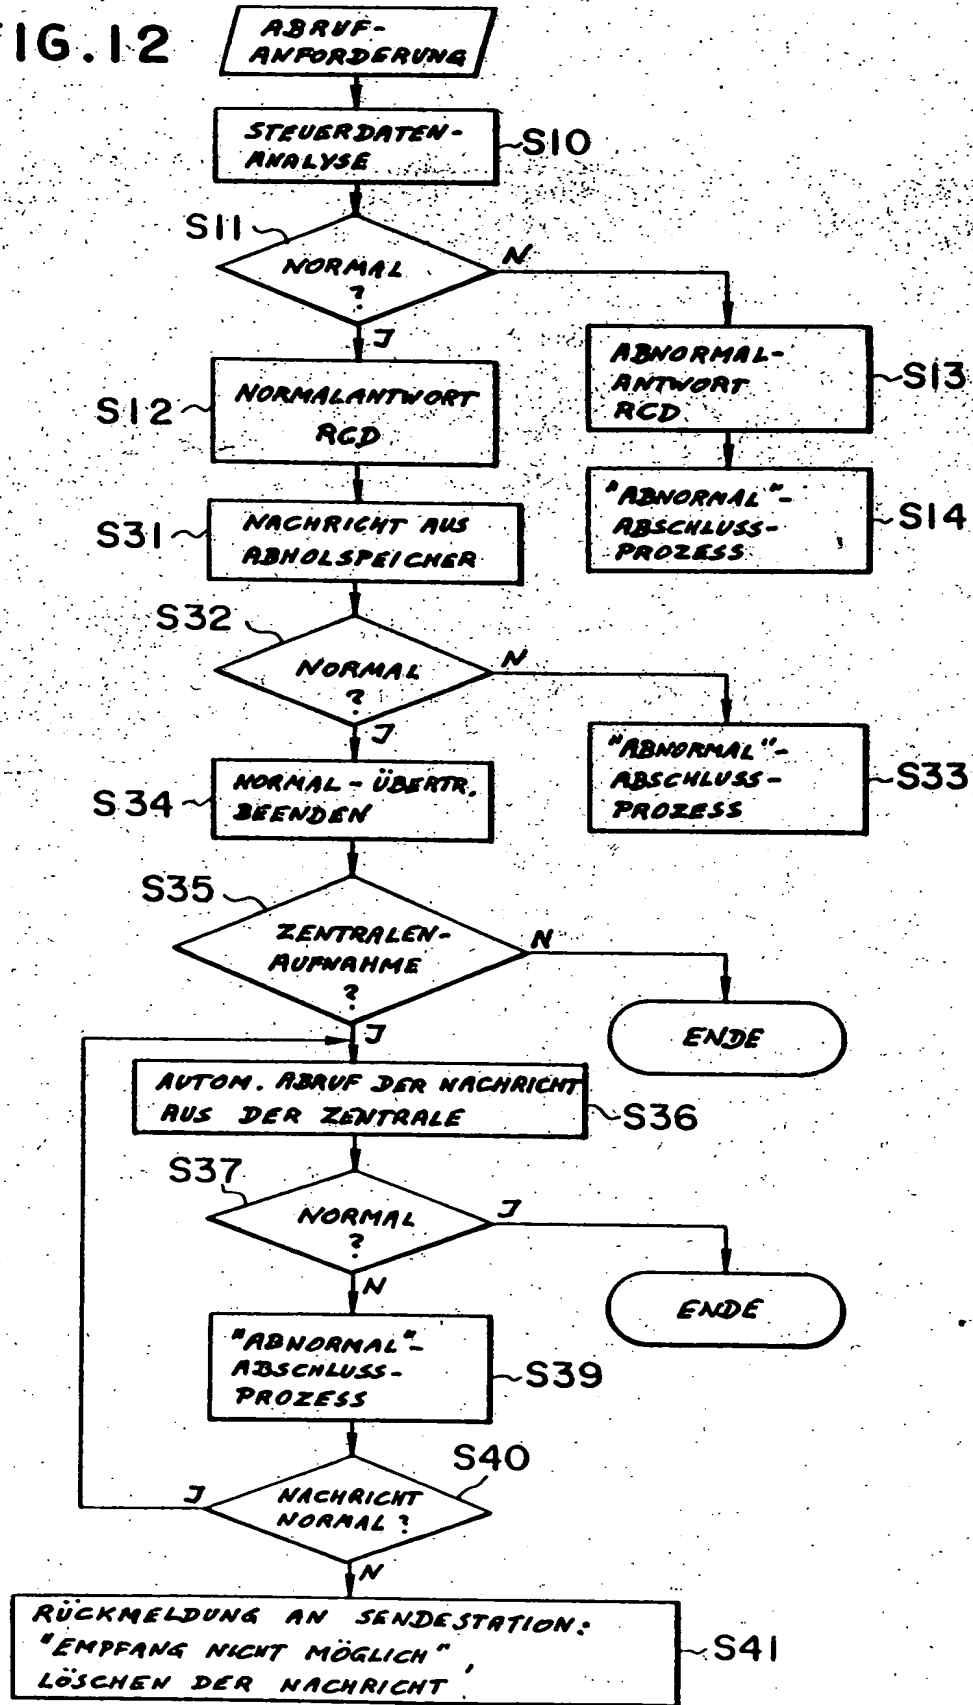 FIG.12
ABRUF-
ANFORDERUNG
STEUERDATEN-
ANALYSE
S10
S11
NORMAL
?
N
J
ABNORMAL-
ANTWORT
RCD
S13
S12
NORMALANTWORT
RCD
"ABNORMAL"-
ABSCHLUSS-
PROZESS
S14
S31
NACHRICHT AUS
ABHOLSPEICHER
S32
NORMAL
?
N
J
"ABNORMAL"-
ABSCHLUSS-
PROZESS
S33
S34
NORMAL - ÜBERTR.
BEENDEN
S35
ZENTRALEN-
AUFNAHME
?
N
J
ENDE
AUTOM. ABRUF DER NACHRICHT
AUS DER ZENTRALE
S36
S37
NORMAL
?
J
N
ENDE
"ABNORMAL"-
ABSCHLUSS-
PROZESS
S39
S40
NACHRICHT
NORMAL ?
J
N
RÜCKMELDUNG AN SENDESTATION:
"EMPFANG NICHT MÖGLICH",
LÖSCHEN DER NACHRICHT
S41